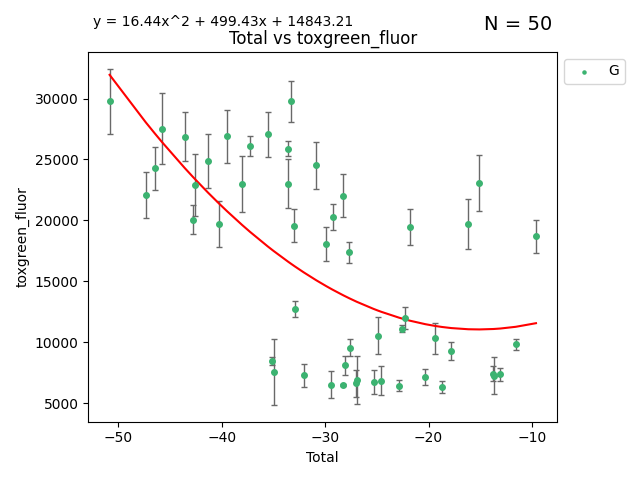 y = 16.44x^2 + 499.43x + 14843.21
N = 50
Total vs toxgreen_fluor
G
30000
25000
20000
15000
10000
5000
toxgreen_fluor
−50
−40
−30
−20
−10
Total